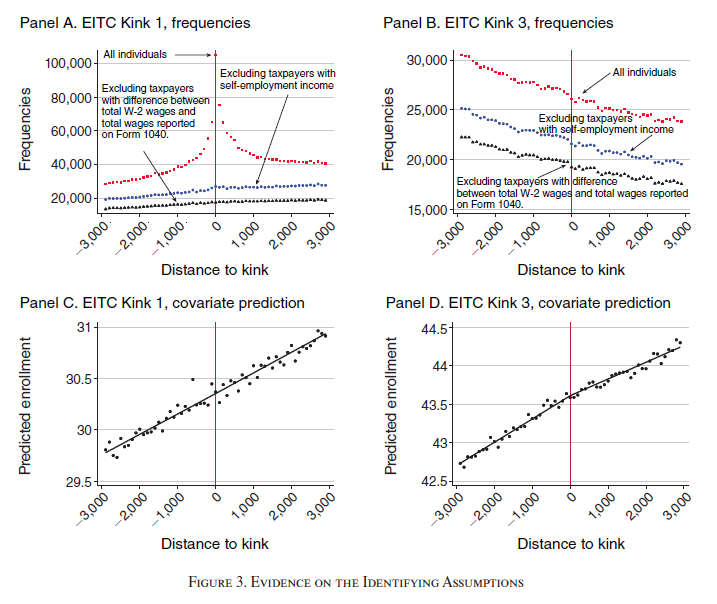 Panel A. EITC Kink 1, frequencies
Frequencies
100,000
80,000
60,000
40,000
20,000
All individuals
Excluding taxpayers
with difference between
total W-2 wages and
total wages reported
on Form 1040.
Excluding taxpayers with
self-employment income
−3,000
−2,000
−1,000
0
1,000
2,000
3,000
Distance to kink
Panel B. EITC Kink 3, frequencies
Frequencies
30,000
25,000
20,000
15,000
All individuals
Excluding taxpayers
with self-employment income
Excluding taxpayers with difference
between total W-2 wages and total wages reported
on Form 1040.
−3,000
−2,000
−1,000
0
1,000
2,000
3,000
Distance to kink
Panel C. EITC Kink 1, covariate prediction
Predicted enrollment
31
30.5
30
29.5
−3,000
−2,000
−1,000
0
1,000
2,000
3,000
Distance to kink
Panel D. EITC Kink 3, covariate prediction
Predicted enrollment
44.5
44
43.5
43
42.5
−3,000
−2,000
−1,000
0
1,000
2,000
3,000
Distance to kink
Figure 3. Evidence on the Identifying Assumptions